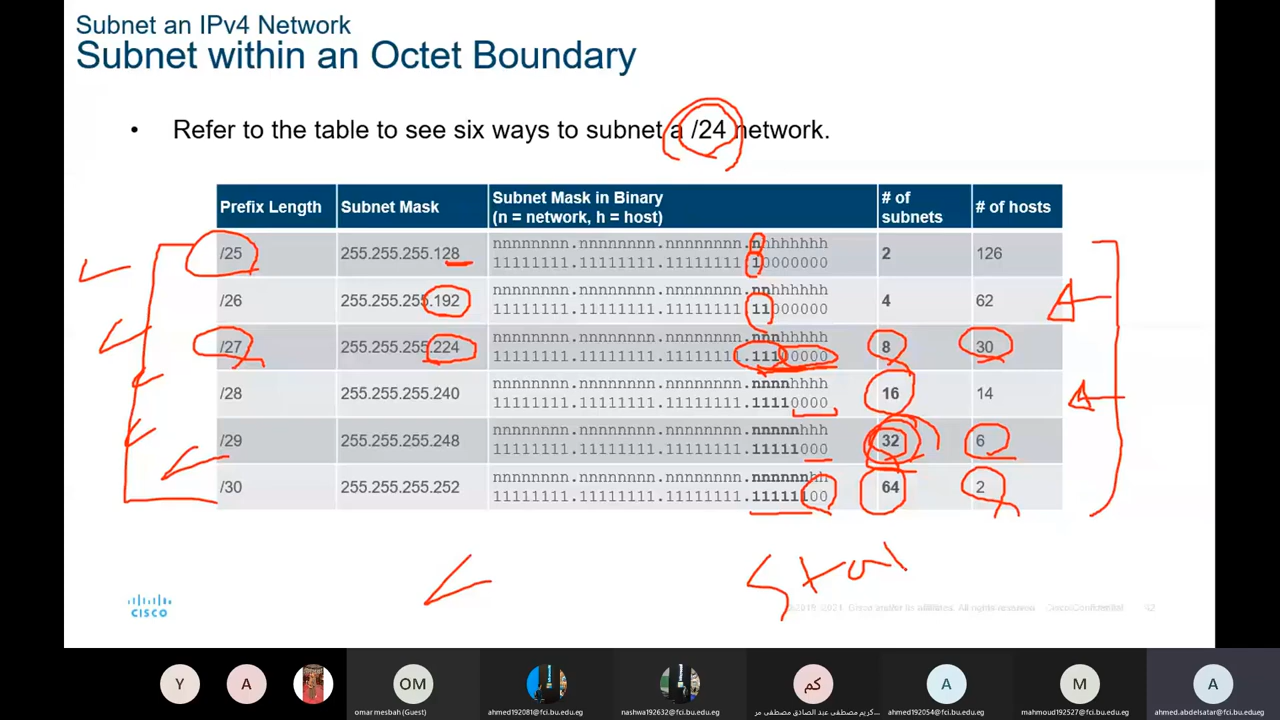 Subnet an IPv4 Network
Subnet within an Octet Boundary
• Refer to the table to see six ways to subnet a /24 network.
Prefix Length Subnet Mask Subnet Mask in Binary (n = network, h = host) # of subnets # of hosts
/25 255.255.255.128 nnnnnnnn.nnnnnnnn.nnnnnnnn.nhhhhhhh 2 126
11111111.11111111.11111111.10000000
/26 255.255.255.192 nnnnnnnn.nnnnnnnn.nnnnnnnn.nnhhhhhh 4 62
11111111.11111111.11111111.11000000
/27 255.255.255.224 nnnnnnnn.nnnnnnnn.nnnnnnnn.nnnhhhhh 8 30
11111111.11111111.11111111.11100000
/28 255.255.255.240 nnnnnnnn.nnnnnnnn.nnnnnnnn.nnnnhhhh 16 14
11111111.11111111.11111111.11110000
/29 255.255.255.248 nnnnnnnn.nnnnnnnn.nnnnnnnn.nnnnnhhh 32 6
11111111.11111111.11111111.11111000
/30 255.255.255.252 nnnnnnnn.nnnnnnnn.nnnnnnnn.nnnnnnhh 64 2
11111111.11111111.11111111.11111100
CISCO
Y A OM A M A
كم
omar mesbah (Guest) ahmed192081@fci.bu.edu.eg nashwa192632@fci.bu.edu.eg كريم مصطفى عبد الصادق مصطفى مر... ahmed192054@fci.bu.edu.eg mahmoud192527@fci.bu.edu.eg ahmed.abdelsatar@fci.bu.edu.eg